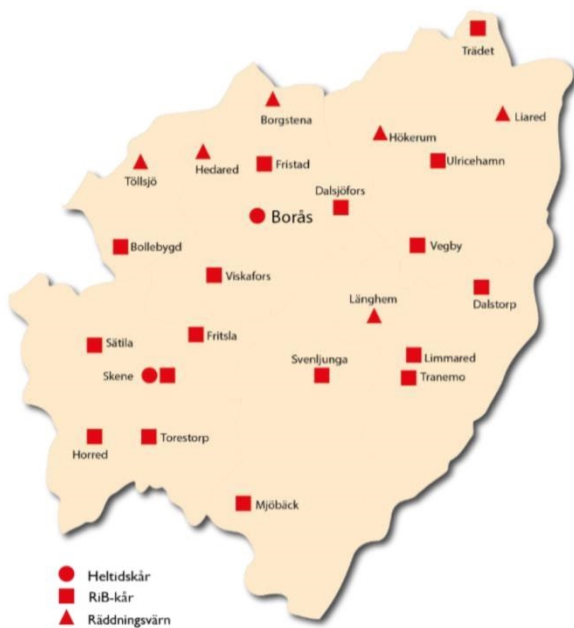 Trädet
Borgstena
Liared
Hökerum
Töllsjö
Hedared
Fristad
Ulricehamn
Dalsjöfors
Borås
Bollebygd
Vegby
Viskafors
Länghem
Dalstorp
Sätila
Fritsla
Limmared
Svenljunga
Skene
Tranemo
Horred
Torestorp
Mjöbäck
Heltidskår
RiB-kår
Räddningsvärn